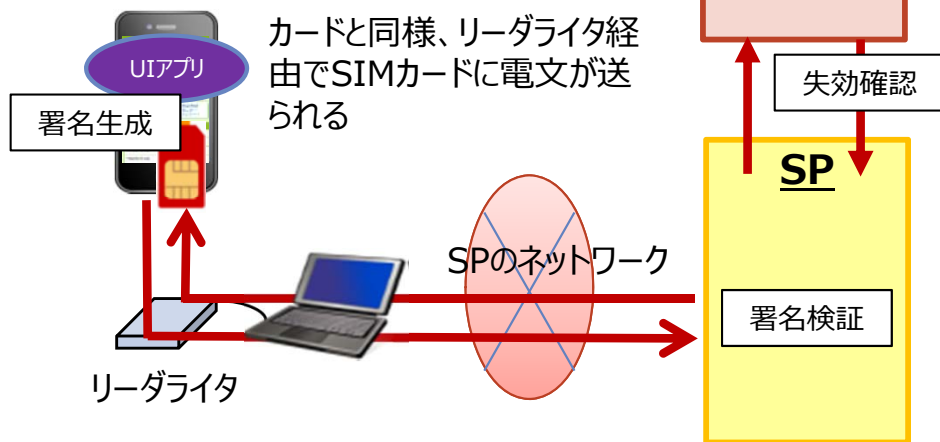 カードと同様、リーダライタ経
由でSIMカードに電文が送
られる
UIアプリ
署名生成
失効確認
SP
SPのネットワーク
署名検証
リーダライタ